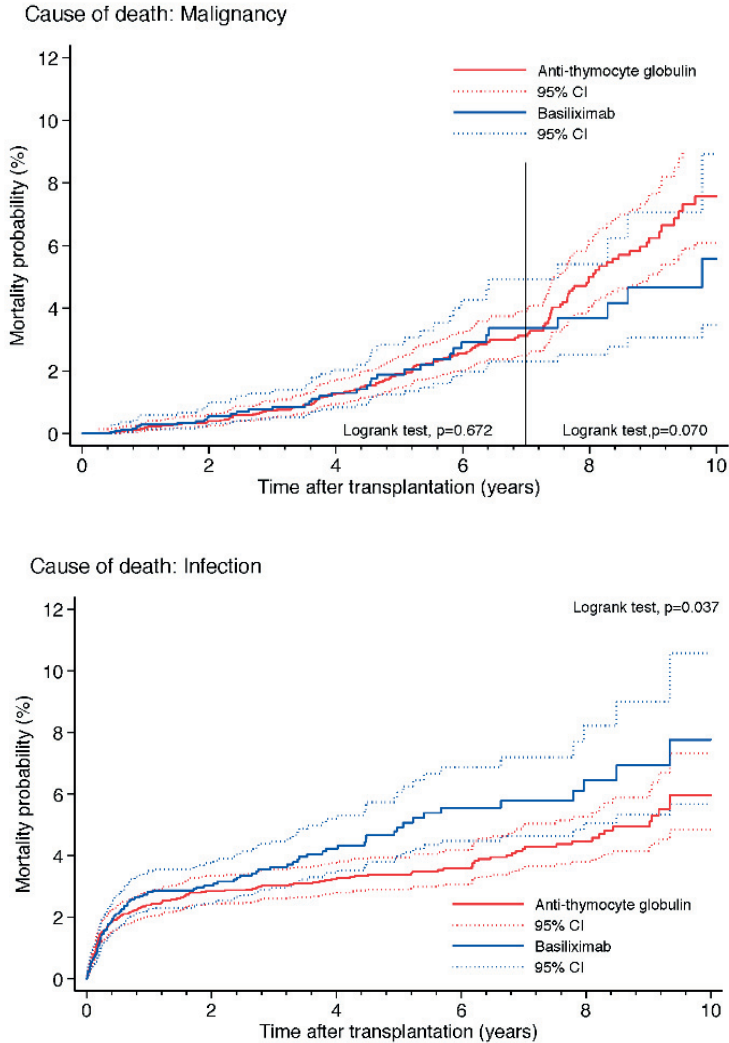 Cause of death: Malignancy
12
10
8
6
4
2
0
Mortality probability (%)
Anti-thymocyte globulin
95% CI
Basiliximab
95% CI
Logrank test, p=0.672
Logrank test,p=0.070
0 2 4 6 8 10
Time after transplantation (years)
Cause of death: Infection
12
10
8
6
4
2
0
Mortality probability (%)
Logrank test, p=0.037
Anti-thymocyte globulin
95% CI
Basiliximab
95% CI
0 2 4 6 8 10
Time after transplantation (years)